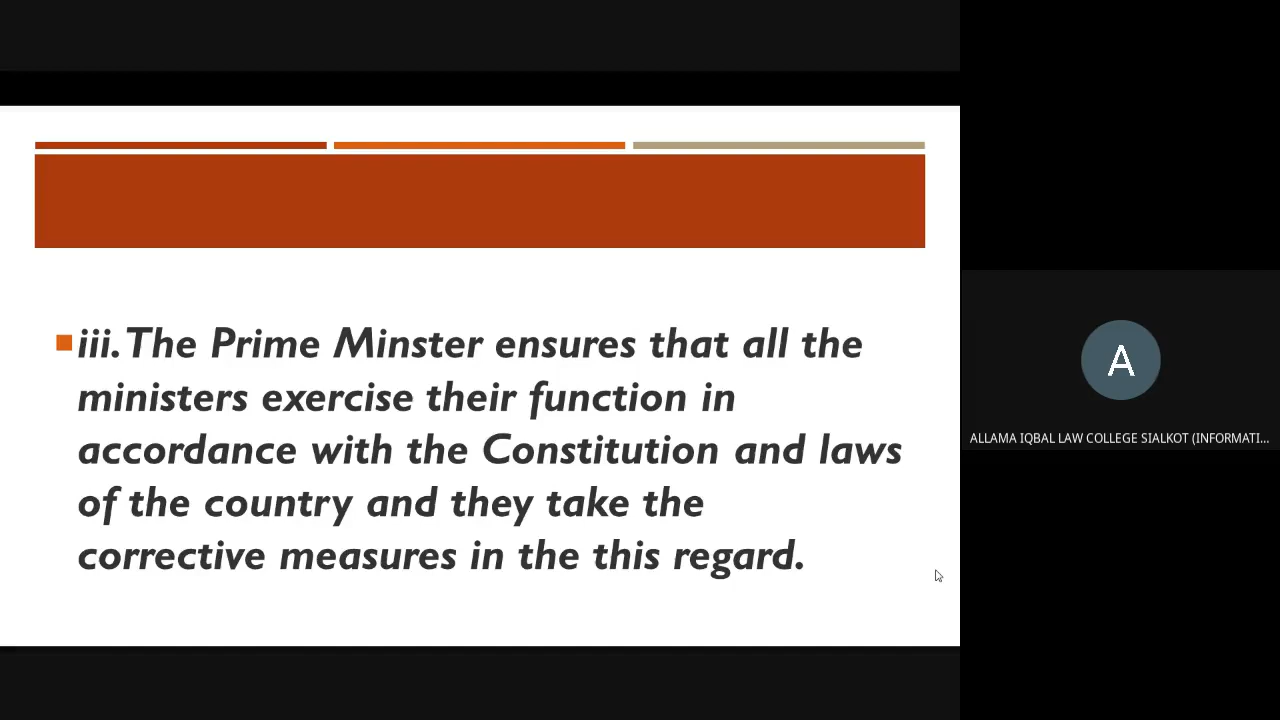 iii. The Prime Minster ensures that all the
ministers exercise their function in
accordance with the Constitution and laws
of the country and they take the
corrective measures in the this regard.
A
ALLAMA IQBAL LAW COLLEGE SIALKOT (INFORMATI...